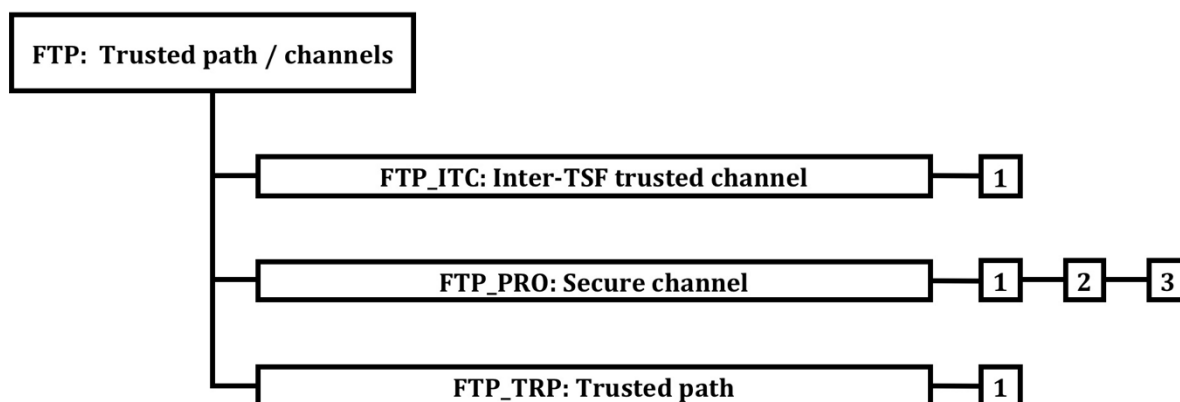 FTP: Trusted path / channels
FTP_ITC: Inter-TSF trusted channel 1
FTP_PRO: Secure channel 1 2 3
FTP_TRP: Trusted path 1